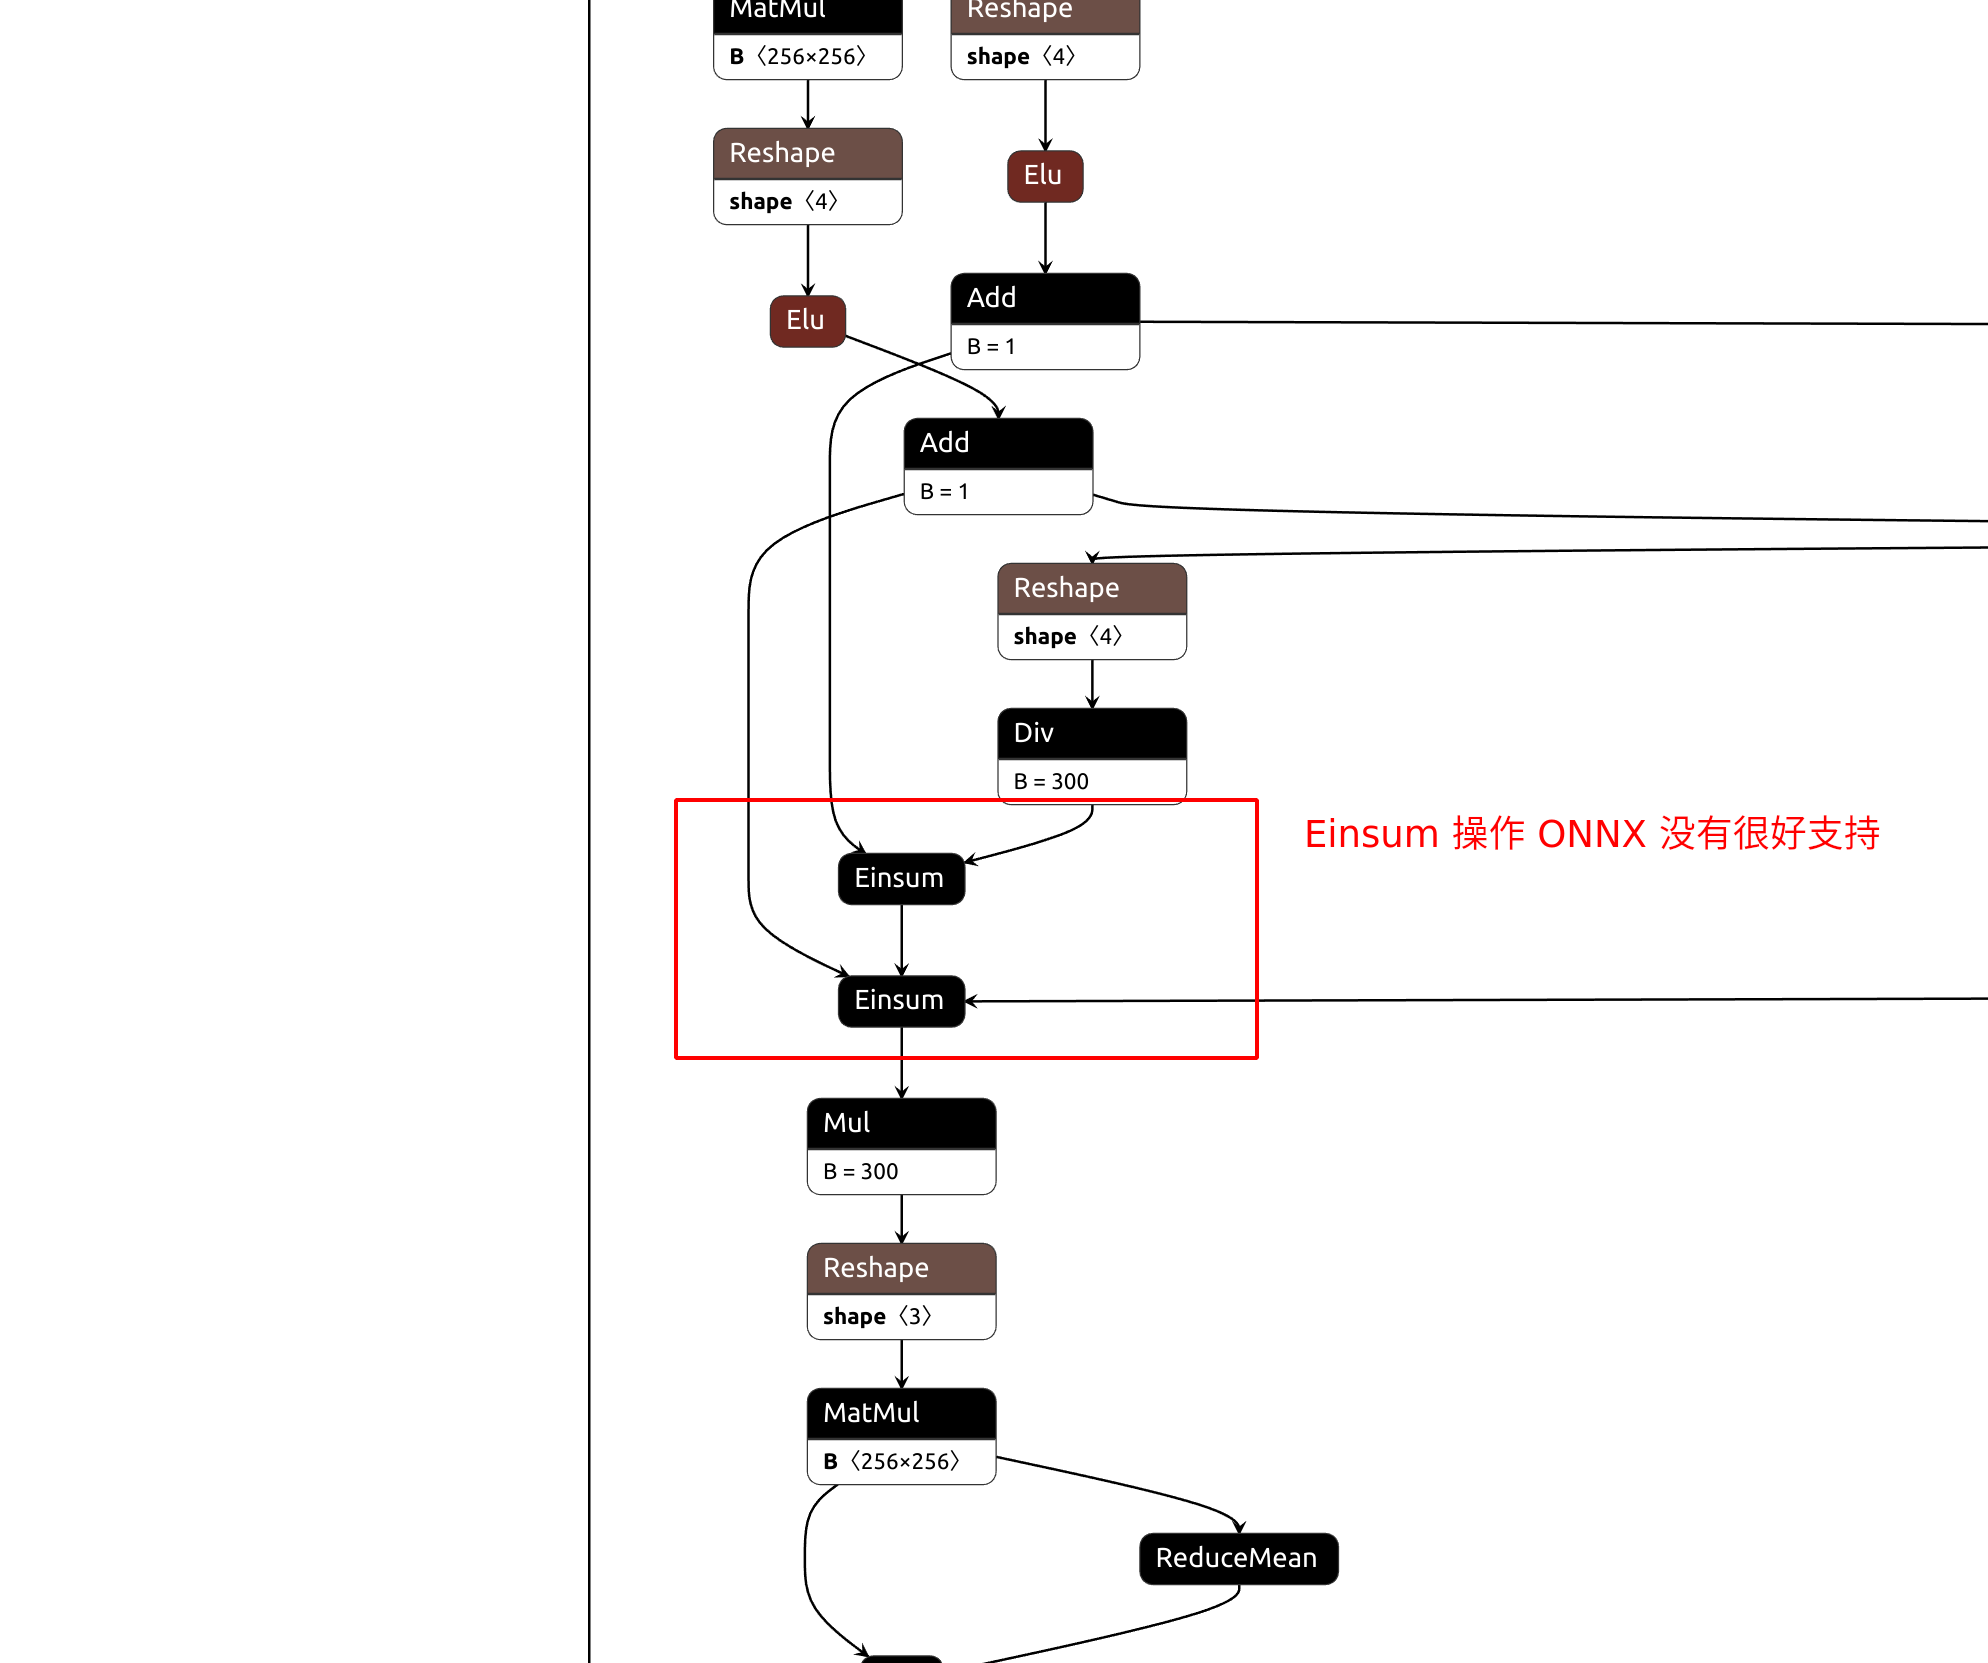 MatMul
B 〈256×256〉
Reshape
shape 〈4〉
Reshape
shape 〈4〉
Elu
Elu
Add
B = 1
Add
B = 1
Reshape
shape 〈4〉
Div
B = 300
Einsum 操作 ONNX 没有很好支持
Einsum
Einsum
Mul
B = 300
Reshape
shape 〈3〉
MatMul
B 〈256×256〉
ReduceMean